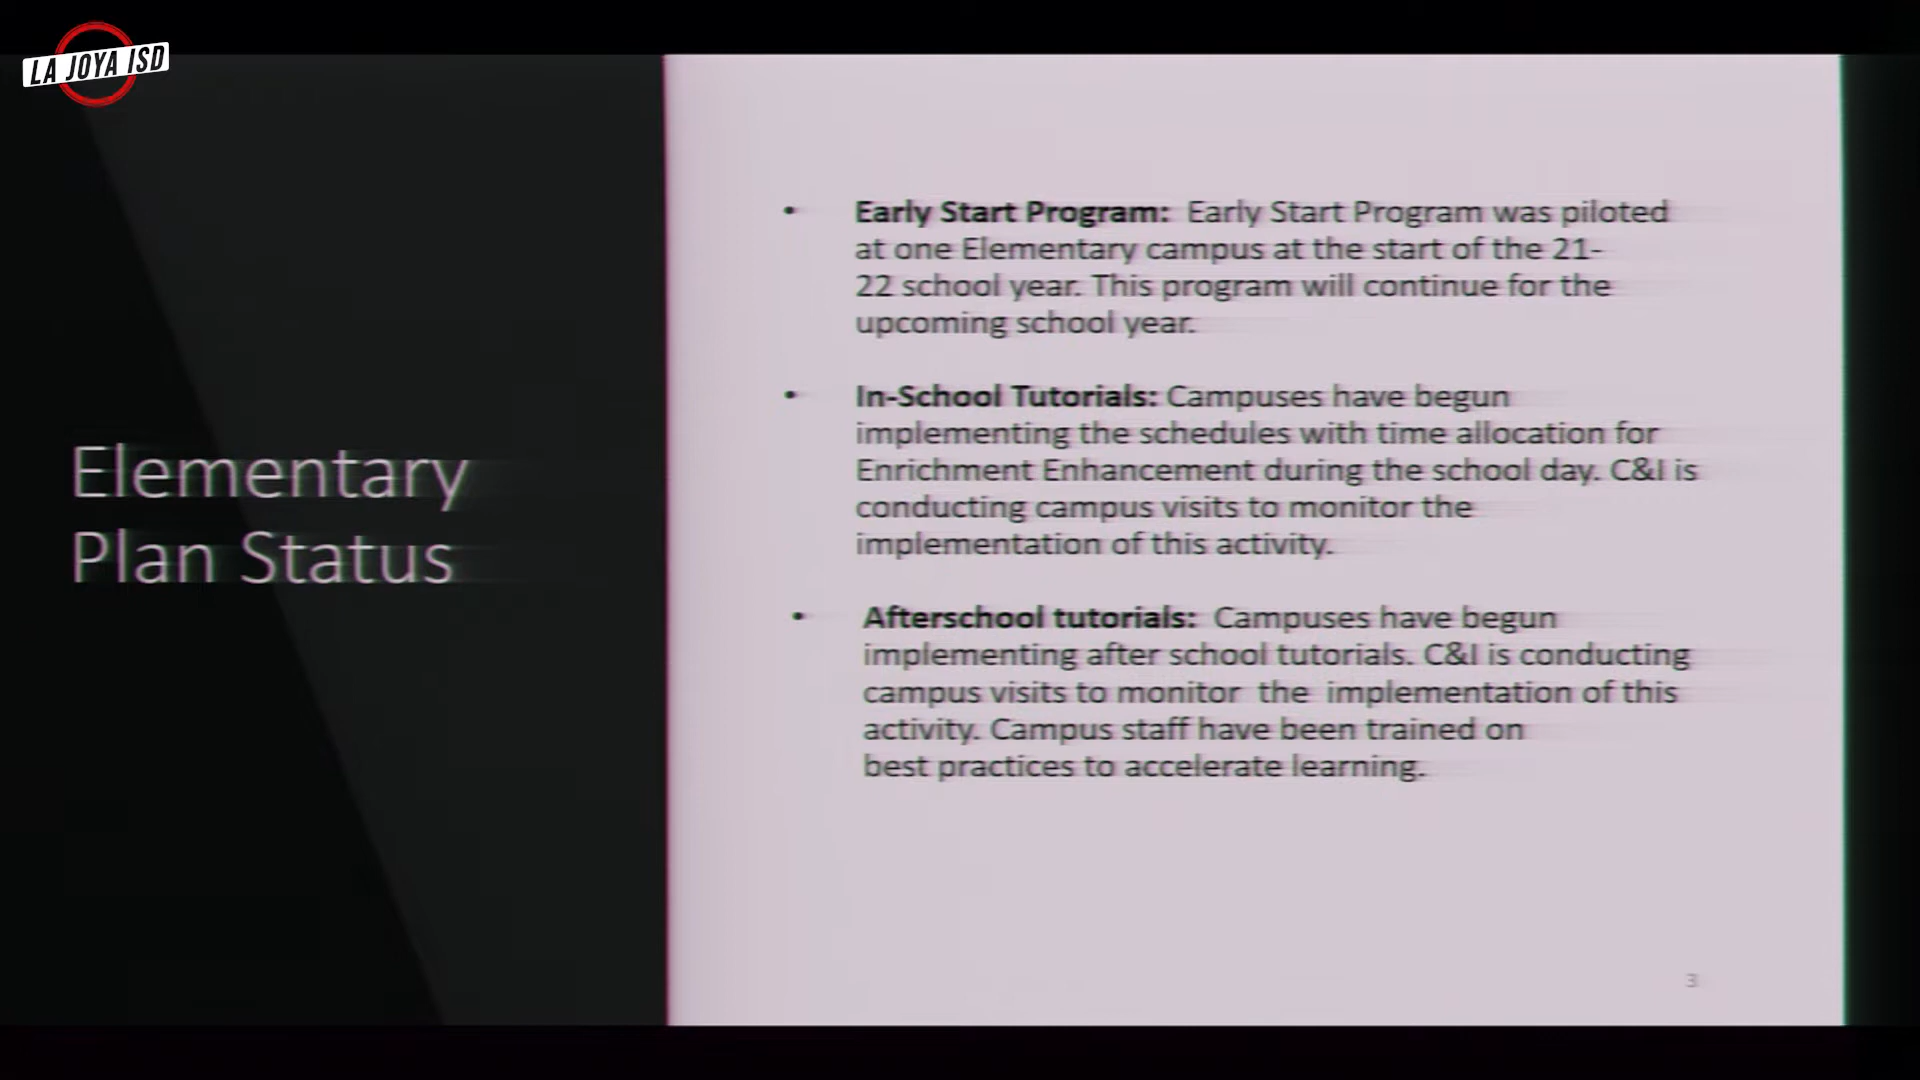 LA JOYA ISD
Elementary
Plan Status
• Early Start Program: Early Start Program was piloted
at one Elementary campus at the start of the 21-
22 school year. This program will continue for the
upcoming school year.
• In-School Tutorials: Campuses have begun
implementing the schedules with time allocation for
Enrichment Enhancement during the school day. C&I is
conducting campus visits to monitor the
implementation of this activity.
• Afterschool tutorials: Campuses have begun
implementing after school tutorials. C&I is conducting
campus visits to monitor the implementation of this
activity. Campus staff have been trained on
best practices to accelerate learning.
3